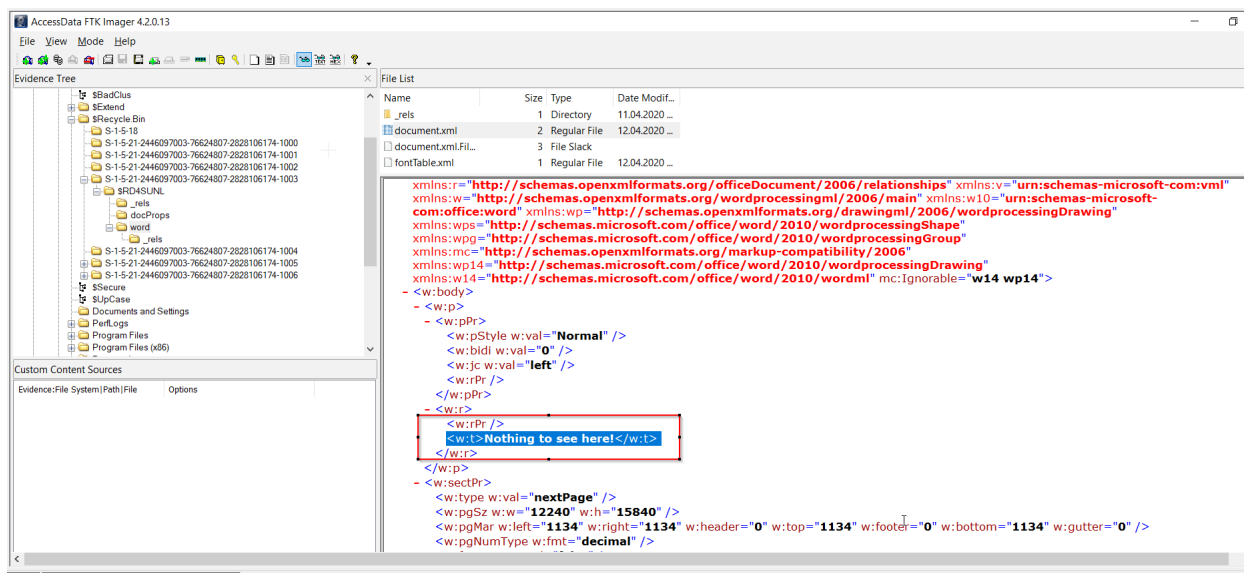 AccessData FTK Imager 4.2.0.13
File View Mode Help
Evidence Tree
$BadClus
$Extend
$Recycle.Bin
S-1-5-18
S-1-5-21-2446097003-76624807-2828106174-1000
S-1-5-21-2446097003-76624807-2828106174-1001
S-1-5-21-2446097003-76624807-2828106174-1002
S-1-5-21-2446097003-76624807-2828106174-1003
$RD4SUNL
_rels
docProps
word
_rels
S-1-5-21-2446097003-76624807-2828106174-1004
S-1-5-21-2446097003-76624807-2828106174-1005
S-1-5-21-2446097003-76624807-2828106174-1006
$Secure
$UpCase
Documents and Settings
PerfLogs
Program Files
Program Files (x86)
Custom Content Sources
Evidence:File System|Path|File Options
File List
Name Size Type Date Modif...
_rels 1 Directory 11.04.2020 ...
document.xml 2 Regular File 12.04.2020 ...
document.xml.Fil... 3 File Slack
fontTable.xml 1 Regular File 12.04.2020 ...
xmlns:r="http://schemas.openxmlformats.org/officeDocument/2006/relationships" xmlns:v="urn:schemas-microsoft-com:vml"
xmlns:w="http://schemas.openxmlformats.org/wordprocessingml/2006/main" xmlns:w10="urn:schemas-microsoft-
com:office:word" xmlns:wp="http://schemas.openxmlformats.org/drawingml/2006/wordprocessingDrawing"
xmlns:wps="http://schemas.microsoft.com/office/word/2010/wordprocessingShape"
xmlns:wpg="http://schemas.microsoft.com/office/word/2010/wordprocessingGroup"
xmlns:mc="http://schemas.openxmlformats.org/markup-compatibility/2006"
xmlns:wp14="http://schemas.microsoft.com/office/word/2010/wordprocessingDrawing"
xmlns:w14="http://schemas.microsoft.com/office/word/2010/wordml" mc:Ignorable="w14 wp14">
- <w:body>
- <w:p>
- <w:pPr>
<w:pStyle w:val="Normal" />
<w:bidi w:val="0" />
<w:jc w:val="left" />
<w:rPr />
</w:pPr>
- <w:r>
<w:rPr />
<w:t>Nothing to see here!</w:t>
</w:r>
</w:p>
- <w:sectPr>
<w:type w:val="nextPage" />
<w:pgSz w:w="12240" w:h="15840" />
<w:pgMar w:left="1134" w:right="1134" w:header="0" w:top="1134" w:footer="0" w:bottom="1134" w:gutter="0" />
<w:pgNumType w:fmt="decimal" />